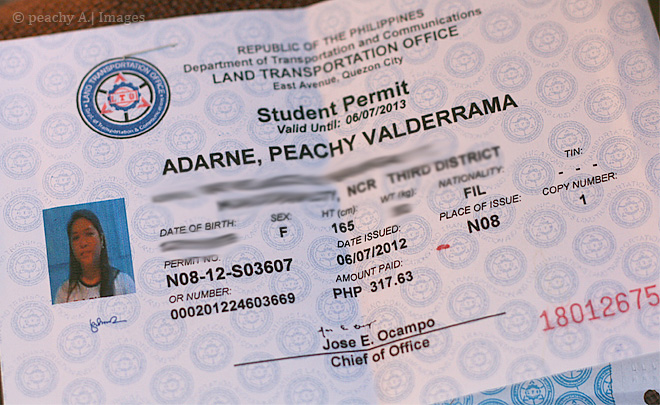 © peachy A.j Images
REPUBLIC OF THE PHILIPPINES
Department of Transportation and Communications
LAND TRANSPORTATION OFFICE
East Avenue, Quezon City
LAND TRANSPORTATION OFFICE
LTO
Student Permit
Valid Until: 06/07/2013
ADARNE, PEACHY VALDERRAMA
, NCR THIRD DISTRICT
DATE OF BIRTH: SEX: HT (cm): WT (kg): NATIONALITY: TIN:
F 165 FIL - - -
PERMIT NO. DATE ISSUED: PLACE OF ISSUE: COPY NUMBER:
N08-12-S03607 06/07/2012 N08 1
OR NUMBER: AMOUNT PAID:
000201224603669 PHP 317.63
Jose E. Ocampo
Chief of Office
18012675